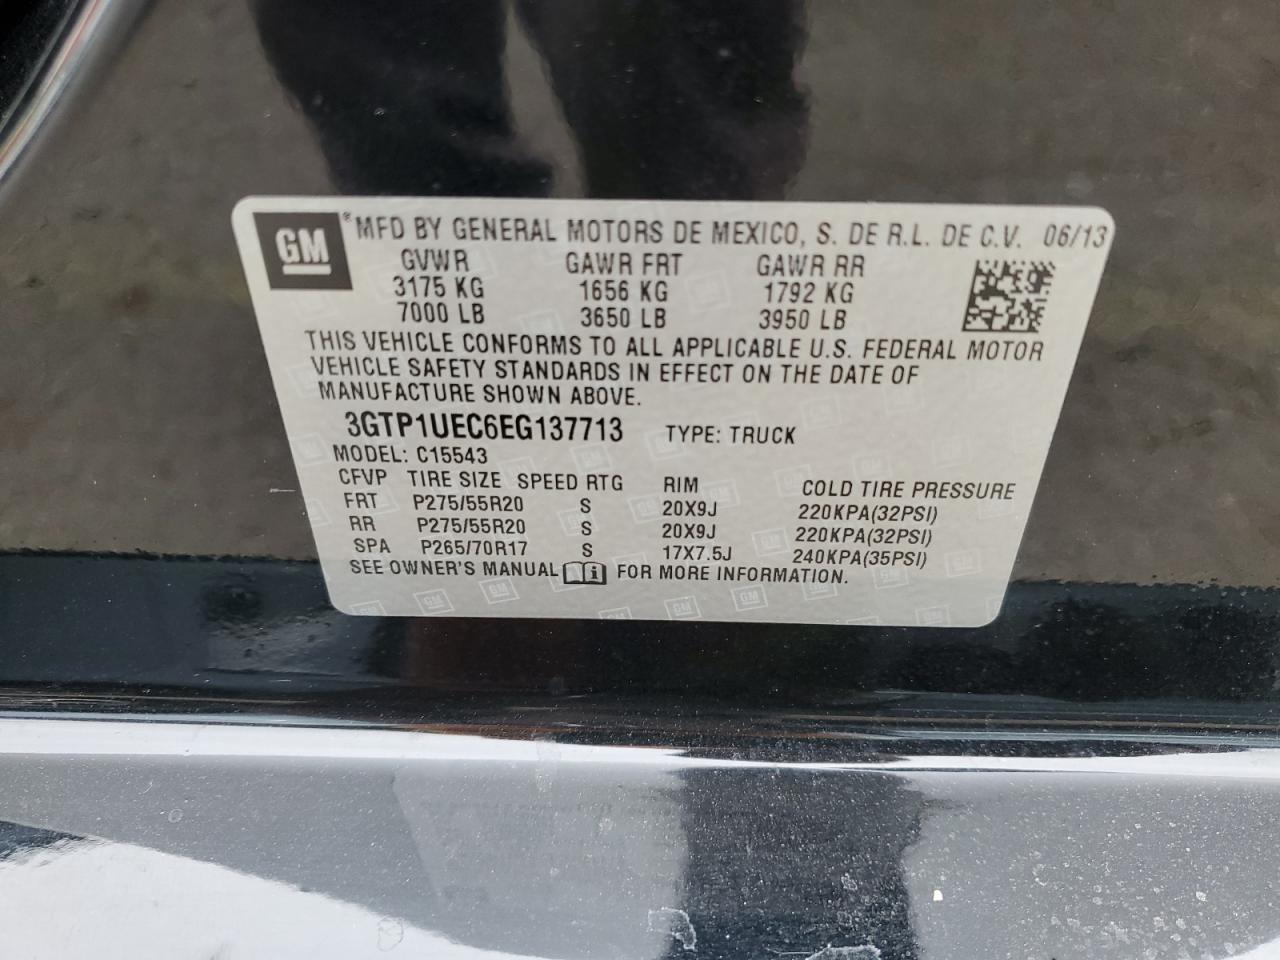 GM ® MFD BY GENERAL MOTORS DE MEXICO, S. DE R.L. DE C.V. 06/13
GVWR GAWR FRT GAWR RR
3175 KG 1656 KG 1792 KG
7000 LB 3650 LB 3950 LB
THIS VEHICLE CONFORMS TO ALL APPLICABLE U.S. FEDERAL MOTOR
VEHICLE SAFETY STANDARDS IN EFFECT ON THE DATE OF
MANUFACTURE SHOWN ABOVE.
3GTP1UEC6EG137713 TYPE: TRUCK
MODEL: C15543
CFVP TIRE SIZE SPEED RTG RIM COLD TIRE PRESSURE
FRT P275/55R20 S 20X9J 220KPA(32PSI)
RR P275/55R20 S 20X9J 220KPA(32PSI)
SPA P265/70R17 S 17X7.5J 240KPA(35PSI)
SEE OWNER'S MANUAL i FOR MORE INFORMATION.